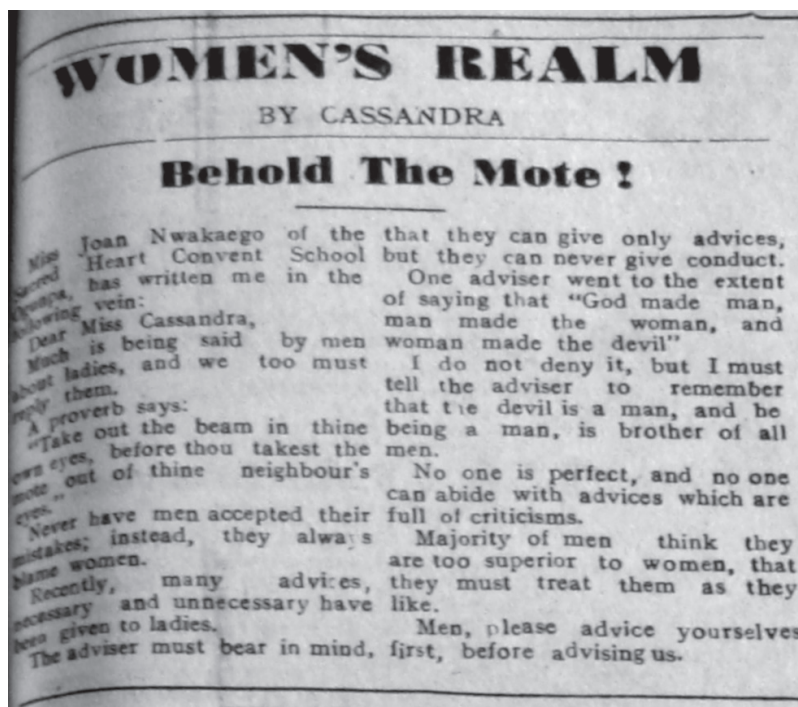 WOMEN'S REALM
BY CASSANDRA
Behold The Mote !
Miss Joan Nwakaego of the
Sacred Heart Convent School
Oguapa, has written me in the
following vein:
Dear Miss Cassandra,
Much is being said by men
about ladies, and we too must
reply them.
A proverb says:
"Take out the beam in thine
own eyes, before thou takest the
mote out of thine neighbour's
eyes."
Never have men accepted their
mistakes; instead, they always
blame women.
Recently, many advices,
necessary and unnecessary have
been given to ladies.
The adviser must bear in mind,
that they can give only advices,
but they can never give conduct.
One adviser went to the extent
of saying that "God made man,
man made the woman, and
woman made the devil"
I do not deny it, but I must
tell the adviser to remember
that the devil is a man, and he
being a man, is brother of all
men.
No one is perfect, and no one
can abide with advices which are
full of criticisms.
Majority of men think they
are too superior to women, that
they must treat them as they
like.
Men, please advice yourselves
first, before advising us.